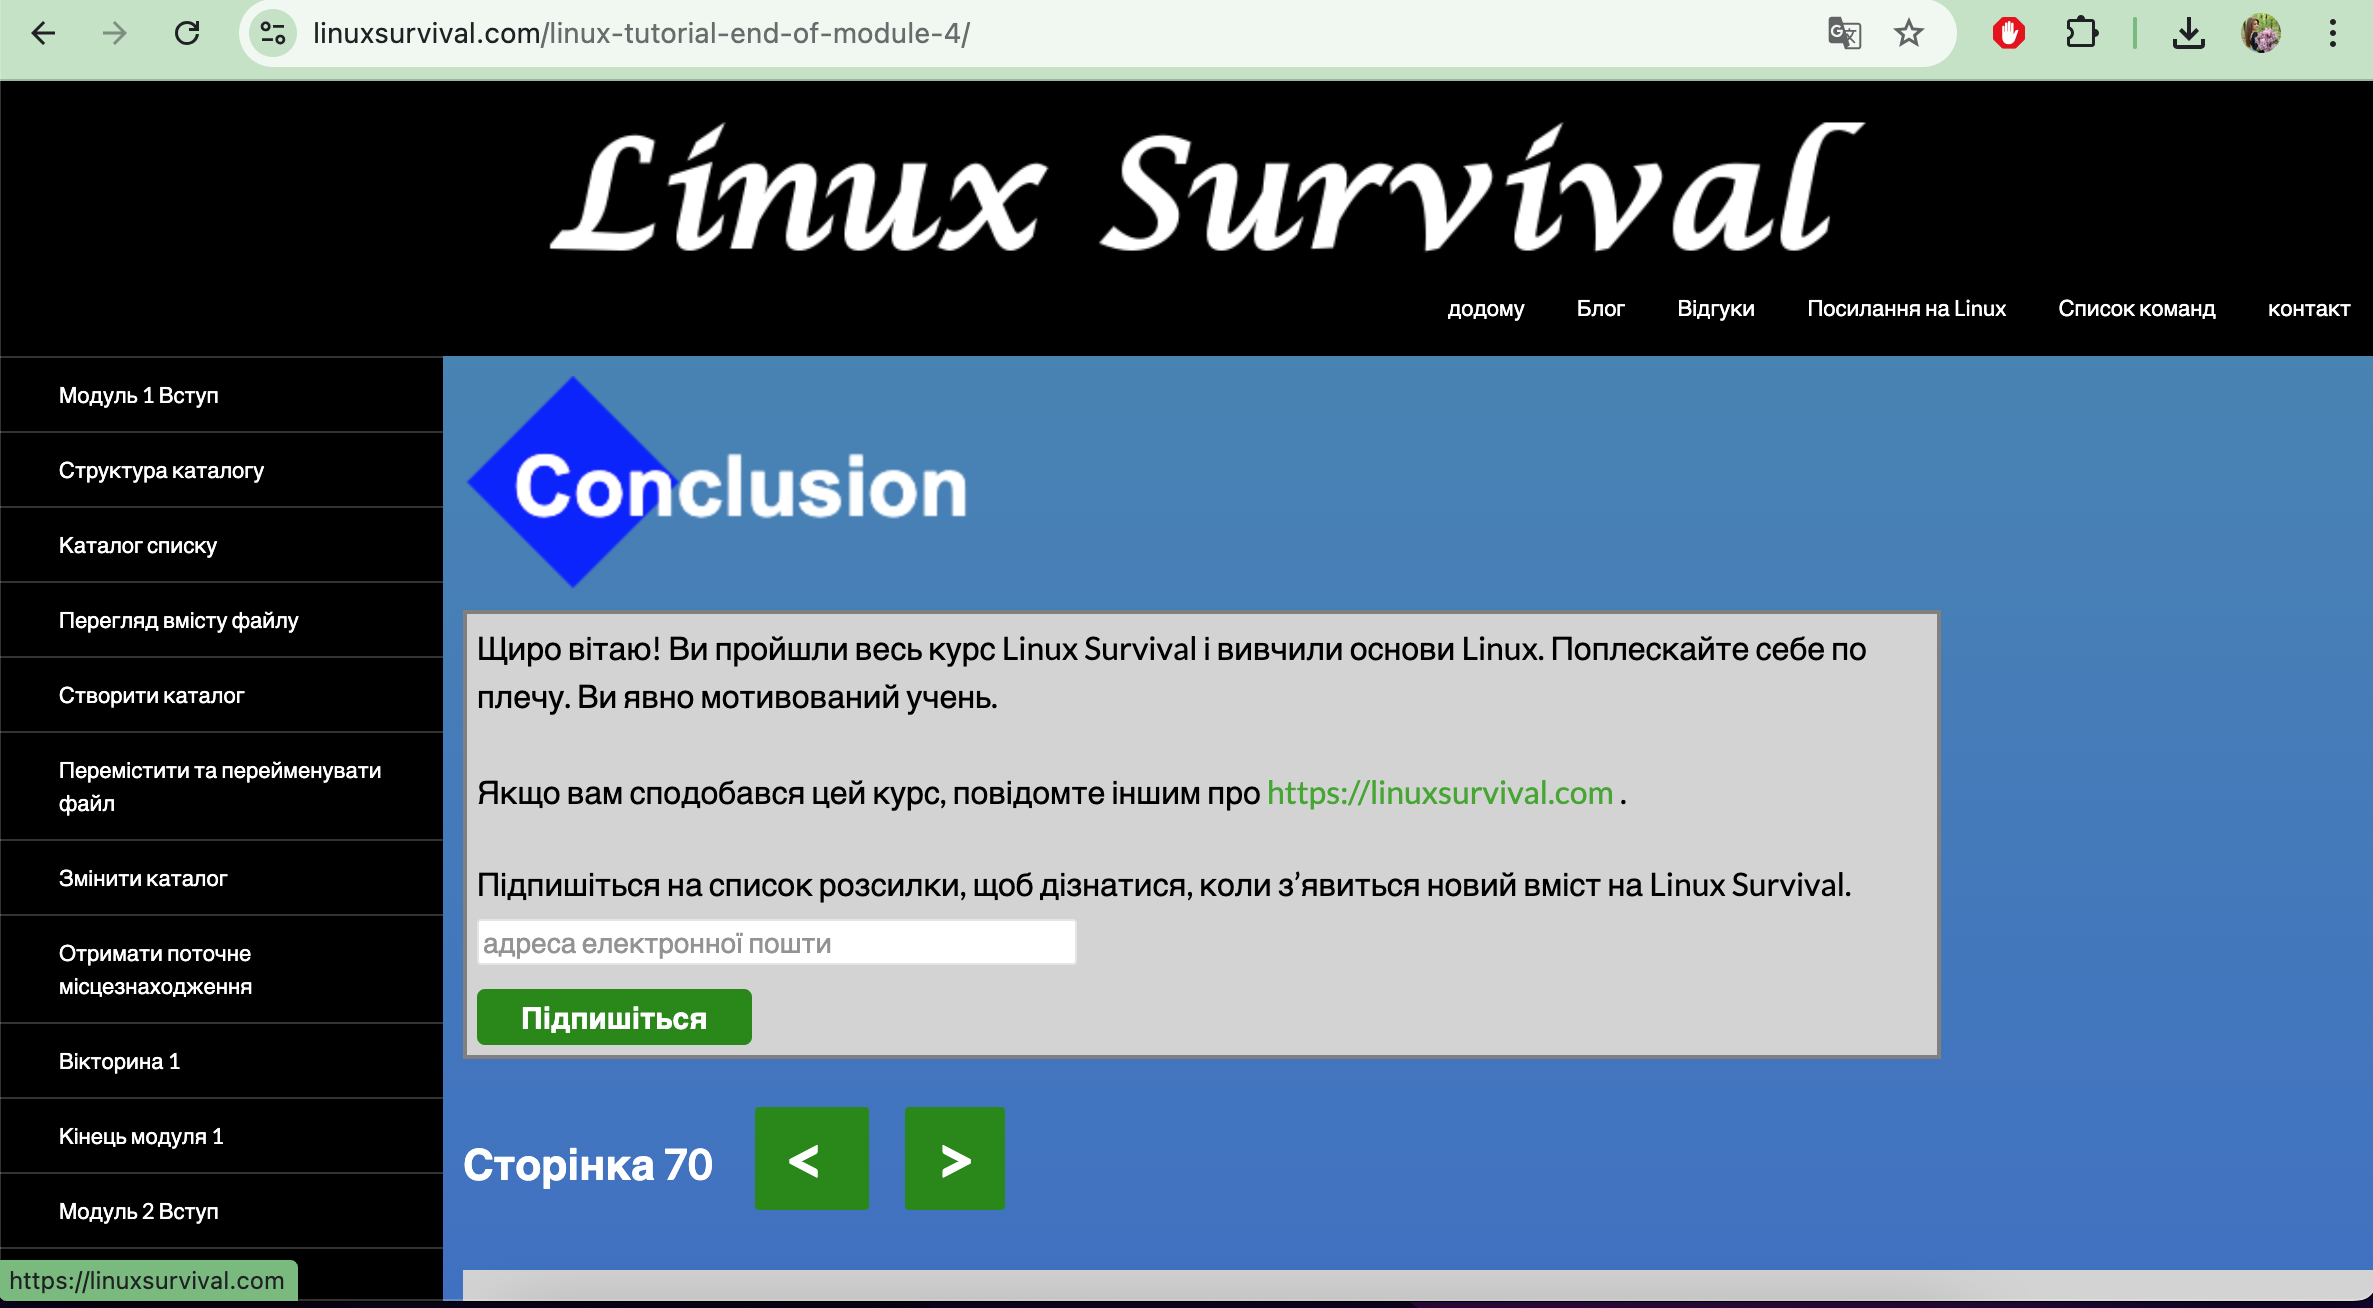 linuxsurvival.com/linux-tutorial-end-of-module-4/
Linux Survival
додому Блог Відгуки Посилання на Linux Список команд контакт
Модуль 1 Вступ
Структура каталогу
Каталог списку
Перегляд вмісту файлу
Створити каталог
Перемістити та перейменувати
файл
Змінити каталог
Отримати поточне
місцезнаходження
Вікторина 1
Кінець модуля 1
Модуль 2 Вступ
https://linuxsurvival.com
Conclusion
Щиро вітаю! Ви пройшли весь курс Linux Survival і вивчили основи Linux. Поплескайте себе по
плечу. Ви явно мотивований учень.
Якщо вам сподобався цей курс, повідомте іншим про https://linuxsurvival.com .
Підпишіться на список розсилки, щоб дізнатися, коли з’явиться новий вміст на Linux Survival.
адреса електронної пошти
Підпишіться
Сторінка 70 < >